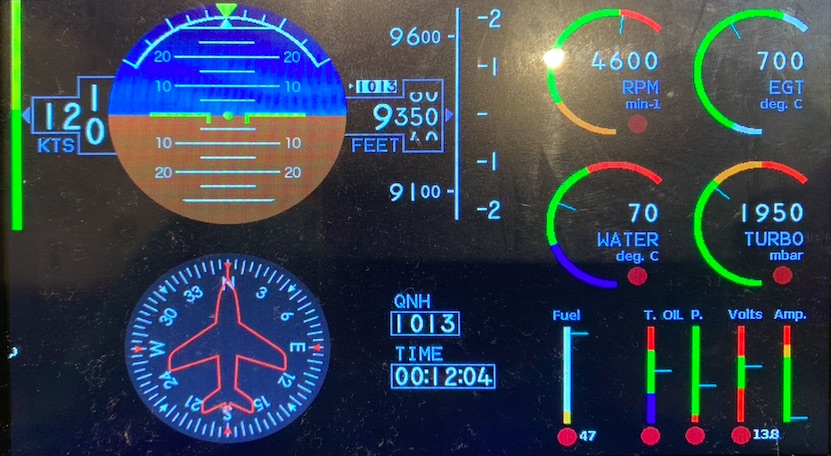 9600
-2
4600
700
RPM
min-1
EGT
deg. C
20 20
10 10
1013
-1
120
KTS
9350
FEET
-
10 10
20 20
9100
-1
-2
70
WATER
deg. C
1950
TURBO
mbar
N 3 6 E 12 15 S 21 24 W 30 33
QNH
1013
TIME
00:12:04
Fuel
T. OIL P.
Volts
Amp.
47
13.8